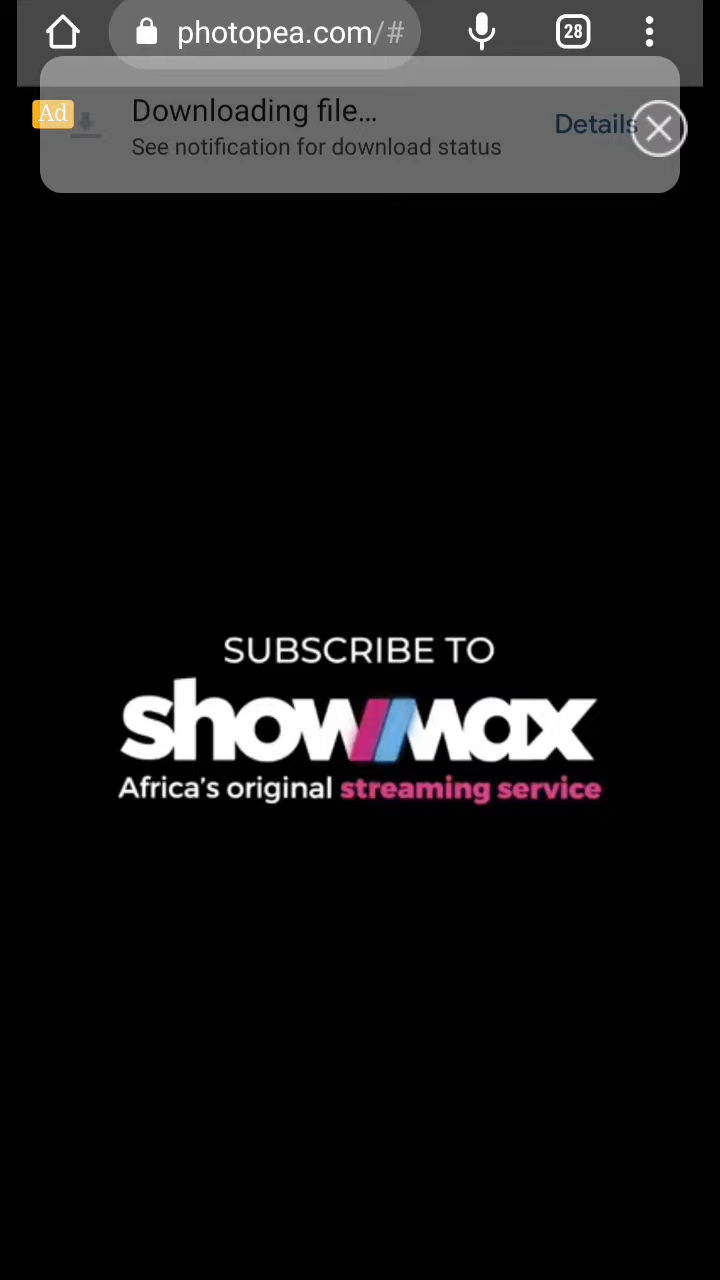 photopea.com/#
28
Ad
Downloading file...
Details
See notification for download status
SUBSCRIBE TO
showmax
Africa's original streaming service